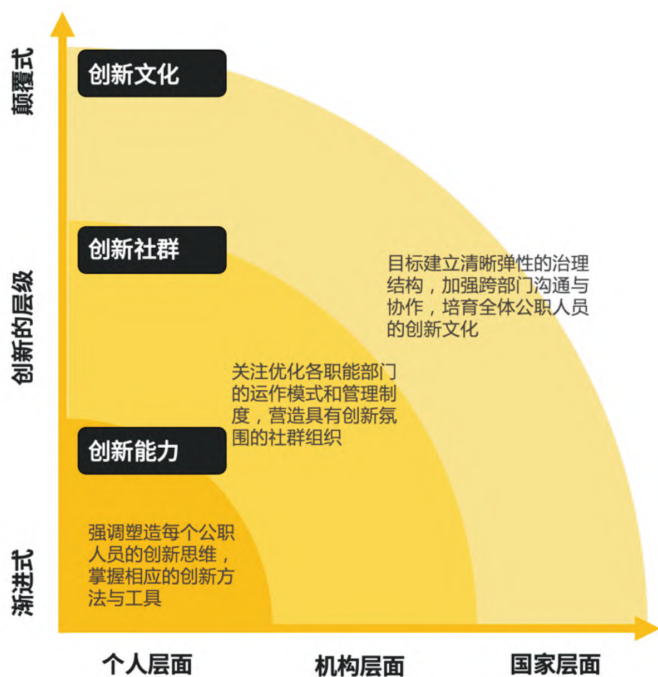 颠覆式
创新文化
创新社群
目标建立清晰弹性的治理
结构，加强跨部门沟通与
协作，培育全体公职人员
的创新文化
创新的层级
关注优化各职能部门
的运作模式和管理制
度，营造具有创新氛
围的社群组织
创新能力
强调塑造每个公职
人员的创新思维，
掌握相应的创新方
法与工具
渐进式
个人层面
机构层面
国家层面